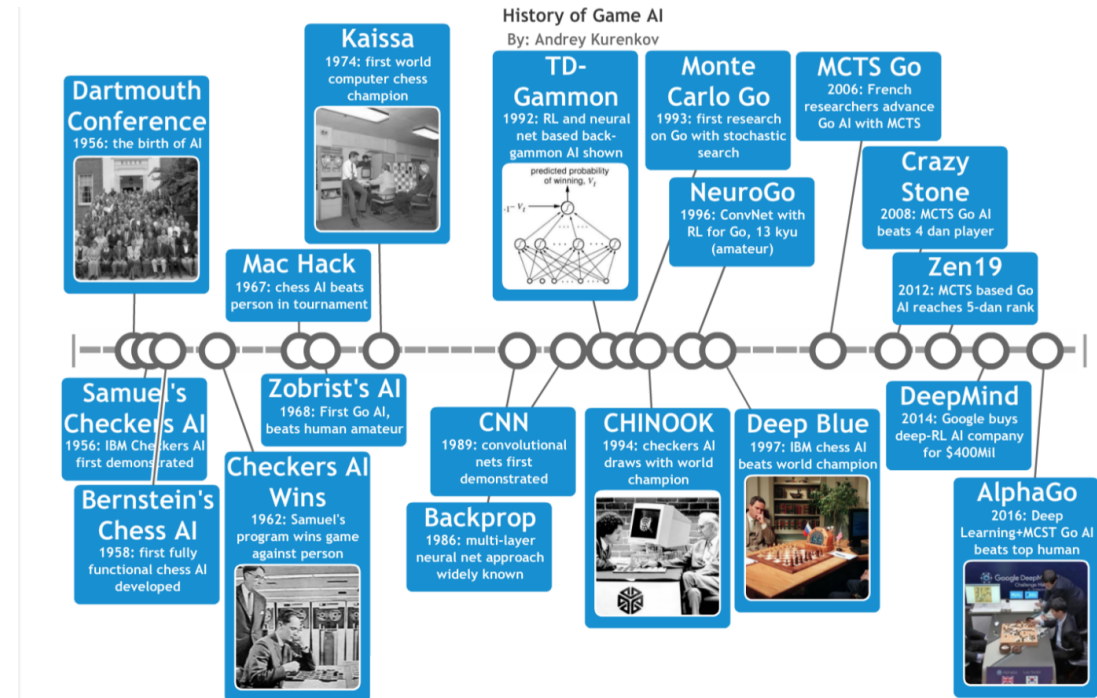 History of Game AI
By: Andrey Kurenkov
Dartmouth
Conference
1956: the birth of AI
Kaissa
1974: first world
computer chess
champion
Mac Hack
1967: chess AI beats
person in tournament
TD-
Gammon
1992: RL and neural
net based back-
gammon AI shown
predicted probability
of winning, V_t
Monte
Carlo Go
1993: first research
on Go with stochastic
search
NeuroGo
1996: ConvNet with
RL for Go, 13 kyu
(amateur)
MCTS Go
2006: French
researchers advance
Go AI with MCTS
Crazy
Stone
2008: MCTS Go AI
beats 4 dan player
Zen19
2012: MCTS based Go
AI reaches 5-dan rank
Samuel's
Checkers AI
1956: IBM Checkers AI
first demonstrated
Bernstein's
Chess AI
1958: first fully
functional chess AI
developed
Checkers AI
Wins
1962: Samuel's
program wins game
against person
Zobrist's AI
1968: First Go AI,
beats human amateur
CNN
1989: convolutional
nets first
demonstrated
Backprop
1986: multi-layer
neural net approach
widely known
CHINOOK
1994: checkers AI
draws with world
champion
Deep Blue
1997: IBM chess AI
beats world champion
DeepMind
2014: Google buys
deep-RL AI company
for $400Mil
AlphaGo
2016: Deep
Learning+MCST Go AI
beats top human
Google DeepM